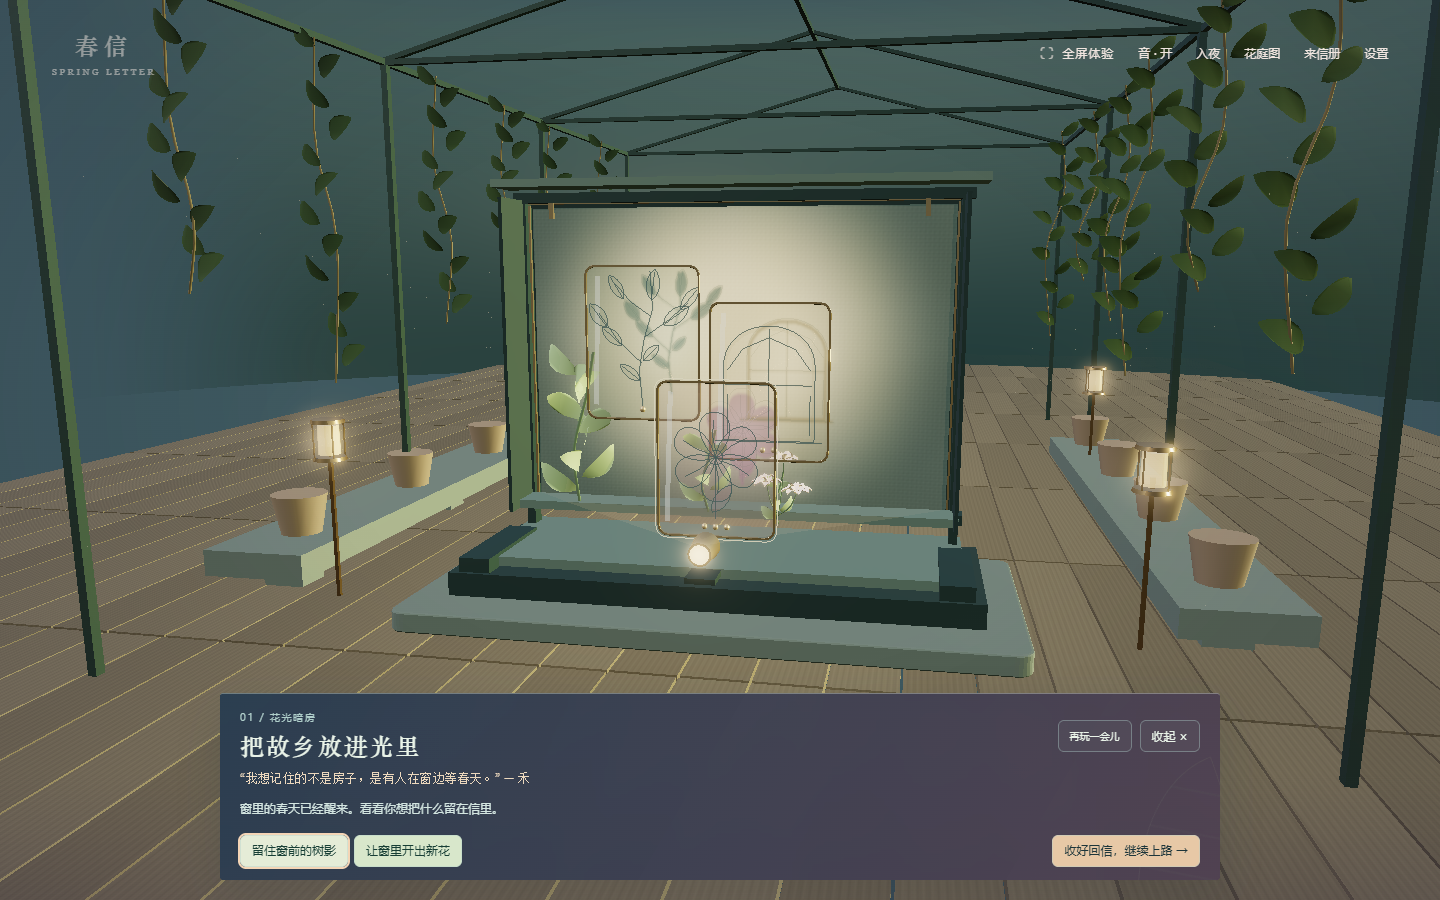 春信
SPRING LETTER
全屏体验 音·开 入夜 花庭图 来信册 设置
01 / 花光暗房
把故乡放进光里
“我想记住的不是房子，是有人在窗边等春天。” — 禾
窗里的春天已经醒来。看看你想把什么留在信里。
再玩一会儿 收起 ×
留住窗前的树影 让窗里开出新花 收好回信，继续上路 →